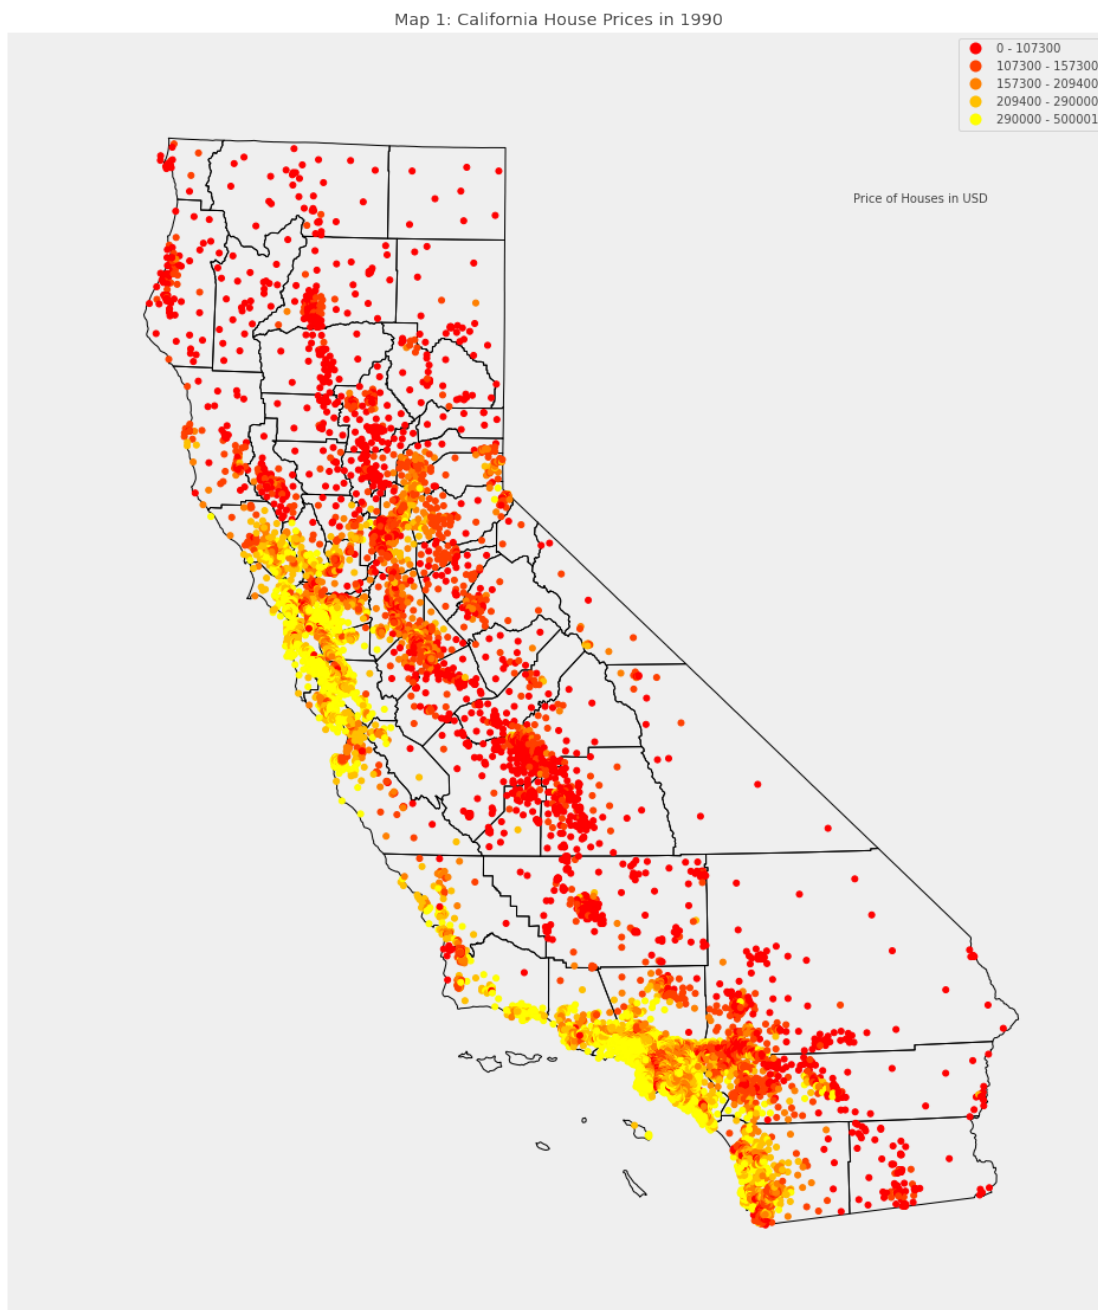 Map 1: California House Prices in 1990
0 - 107300
107300 - 157300
157300 - 209400
209400 - 290000
290000 - 500001
Price of Houses in USD